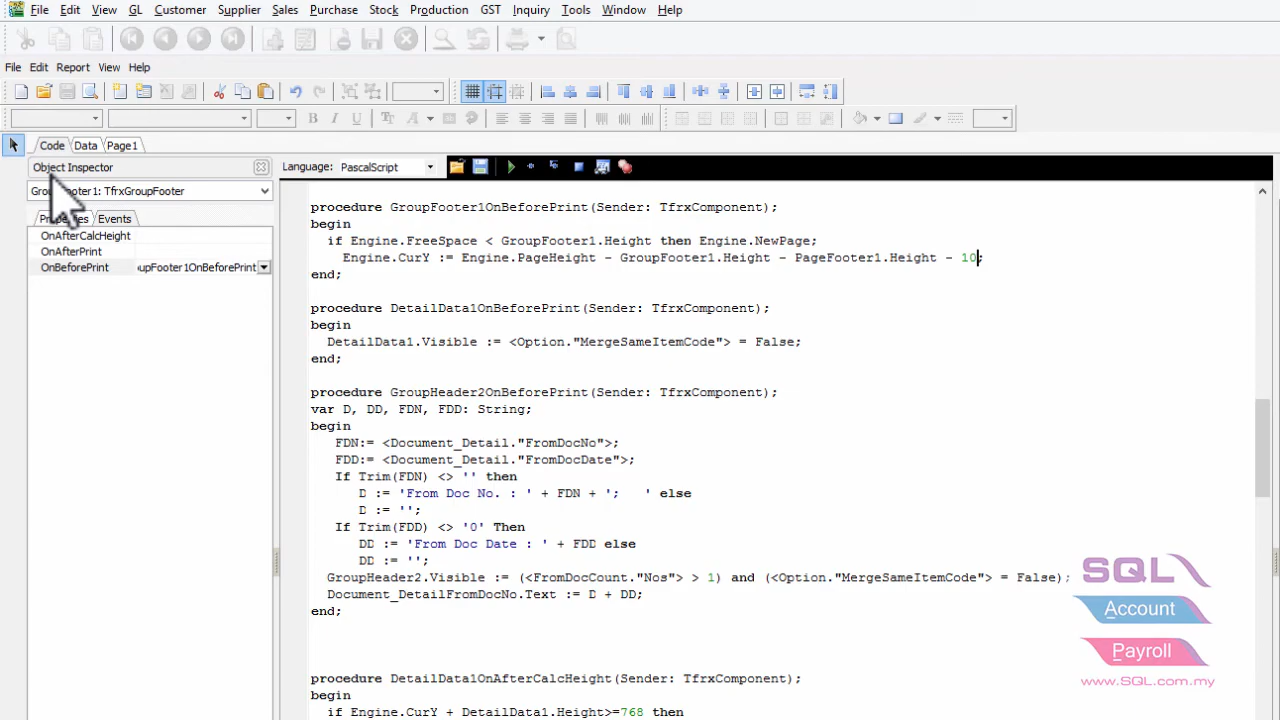 File Edit View GL Customer Supplier Sales Purchase Stock Production GST Inquiry Tools Window Help
File Edit Report View Help
Code Data Page1
Object Inspector
Language: PascalScript
Footer1: TfrxGroupFooter
Events
OnAfterCalcHeight
OnAfterPrint
OnBeforePrint upFooter1OnBeforePrint
procedure GroupFooter1OnBeforePrint(Sender: TfrxComponent);
begin
if Engine.FreeSpace < GroupFooter1.Height then Engine.NewPage;
Engine.CurY := Engine.PageHeight - GroupFooter1.Height - PageFooter1.Height - 10;
end;
procedure DetailData1OnBeforePrint(Sender: TfrxComponent);
begin
DetailData1.Visible := <Option."MergeSameItemCode"> = False;
end;
procedure GroupHeader2OnBeforePrint(Sender: TfrxComponent);
var D, DD, FDN, FDD: String;
begin
FDN:= <Document_Detail."FromDocNo">;
FDD:= <Document_Detail."FromDocDate">;
If Trim(FDN) <> '' then
D := 'From Doc No. : ' + FDN + ';   ' else
D := '';
If Trim(FDD) <> '0' Then
DD := 'From Doc Date : ' + FDD else
DD := '';
GroupHeader2.Visible := (<FromDocCount."Nos"> > 1) and (<Option."MergeSameItemCode"> = False);
Document_DetailFromDocNo.Text := D + DD;
end;
procedure DetailData1OnAfterCalcHeight(Sender: TfrxComponent);
begin
if Engine.CurY + DetailData1.Height>=768 then
SQL
Account
Payroll
www.SQL.com.my